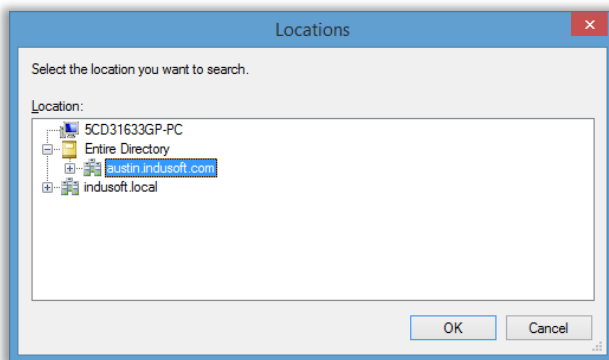 Locations
Select the location you want to search.
Location:
5CD31633GP-PC
Entire Directory
austin.indusoft.com
indusoft.local
OK
Cancel